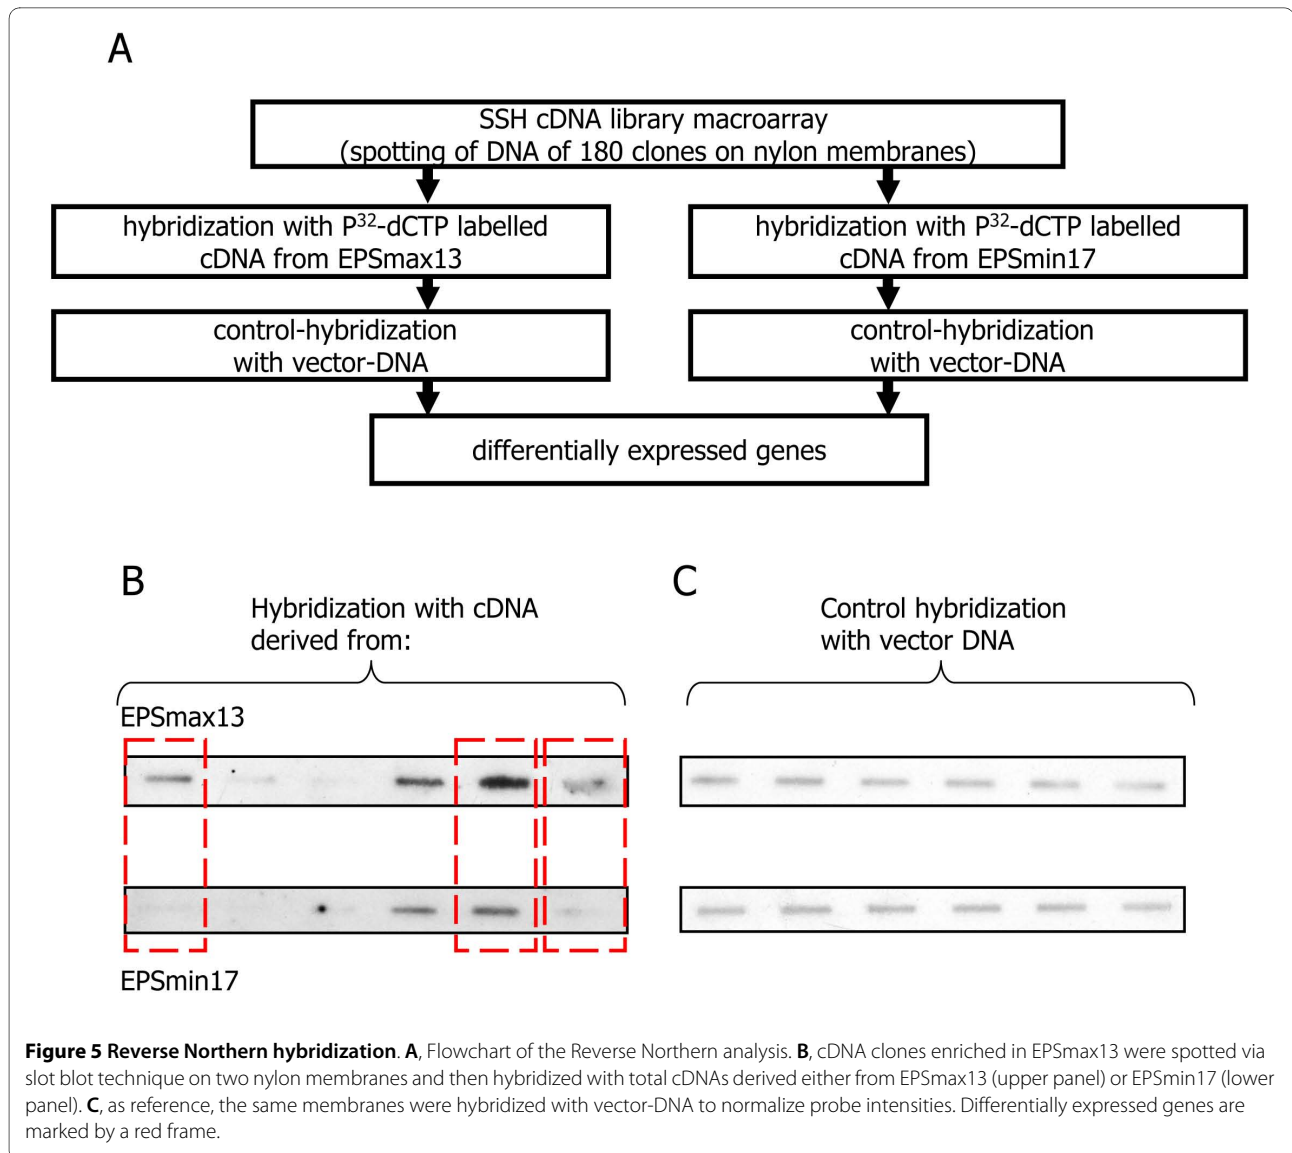 A
SSH cDNA library macroarray
(spotting of DNA of 180 clones on nylon membranes)
hybridization with P32-dCTP labelled
cDNA from EPSmax13
hybridization with P32-dCTP labelled
cDNA from EPSmin17
control-hybridization
with vector-DNA
control-hybridization
with vector-DNA
differentially expressed genes
B
Hybridization with cDNA
derived from:
EPSmax13
EPSmin17
C
Control hybridization
with vector DNA
Figure 5 Reverse Northern hybridization. A, Flowchart of the Reverse Northern analysis. B, cDNA clones enriched in EPSmax13 were spotted via
slot blot technique on two nylon membranes and then hybridized with total cDNAs derived either from EPSmax13 (upper panel) or EPSmin17 (lower
panel). C, as reference, the same membranes were hybridized with vector-DNA to normalize probe intensities. Differentially expressed genes are
marked by a red frame.